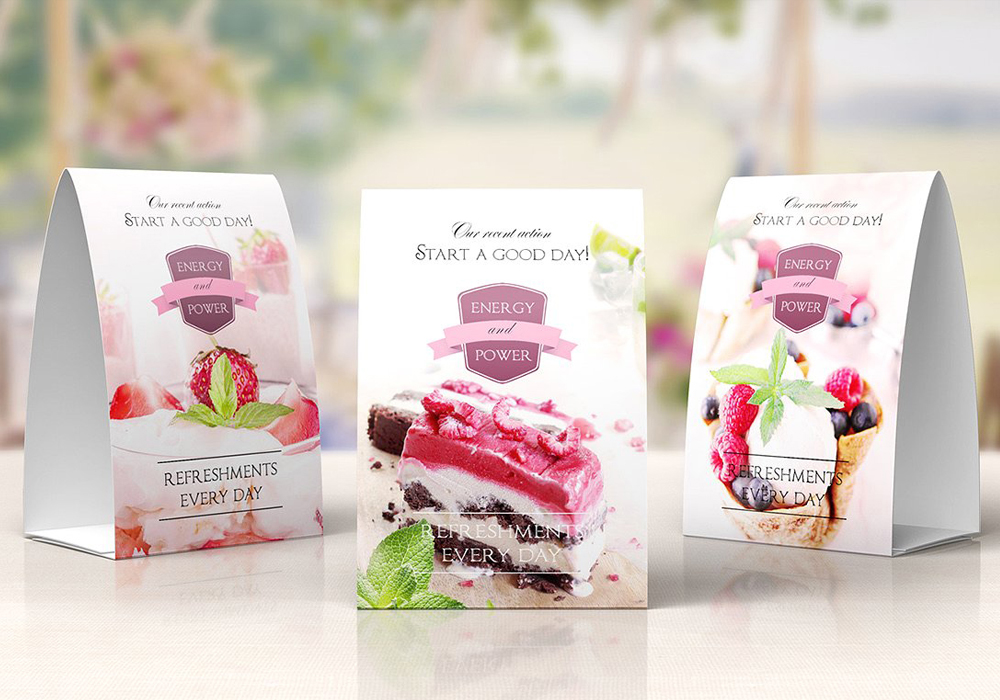 Our recent action
START A GOOD DAY!
ENERGY
and
POWER
REFRESHMENTS
EVERY DAY
Our recent action
START A GOOD DAY!
ENERGY
and
POWER
REFRESHMENTS
EVERY DAY
Our recent action
START A GOOD DAY!
ENERGY
and
POWER
REFRESHMENTS
EVERY DAY